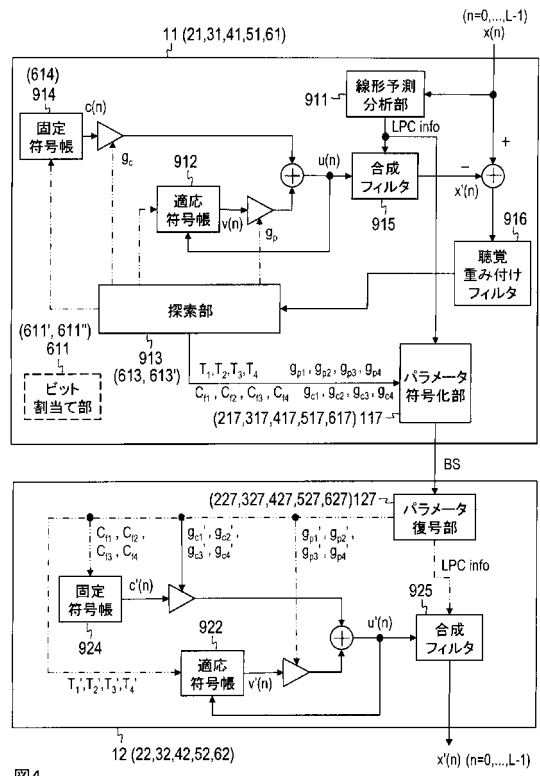 (n=0,...,L-1)
x(n)
11 (21,31,41,51,61)
(614)
914
c(n)
固定
符号帳
g_c
911
線形予測
分析部
LPC info
+
−
912
適応
符号帳
v(n)
g_p
u(n)
合成
フィルタ
915
x'(n)
916
聴覚
重み付け
フィルタ
探索部
913
(613, 613')
(611', 611'')
611
ビット
割当て部
T_1, T_2, T_3, T_4
g_p1, g_p2, g_p3, g_p4
C_f1, C_f2, C_f3, C_f4
g_c1, g_c2, g_c3, g_c4
(217,317,417,517,617) 117
パラメータ
符号化部
BS
(227,327,427,527,627)127
パラメータ
復号部
C_f1, C_f2,
C_f3, C_f4
g_c1', g_c2',
g_c3', g_c4'
g_p1', g_p2',
g_p3', g_p4'
LPC info
固定
符号帳
924
c'(n)
925
合成
フィルタ
922
適応
符号帳
v'(n)
u'(n)
T_1', T_2', T_3', T_4'
12 (22,32,42,52,62)
x'(n) (n=0,...,L-1)
図4